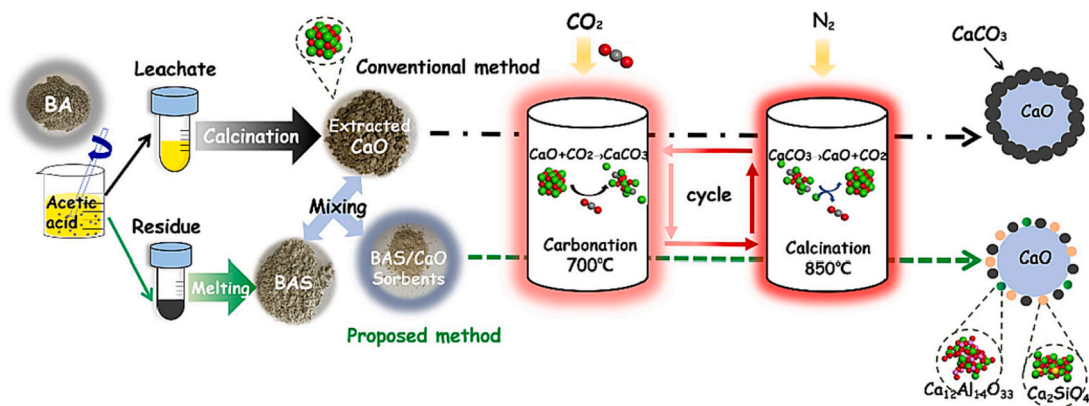 BA
Acetic
acid
Leachate
Calcination
Conventional method
Extracted
CaO
Mixing
Residue
Melting
BAS
BAS/CaO
Sorbents
Proposed method
CO₂
CaO+CO₂→CaCO₃
Carbonation
700℃
cycle
N₂
CaCO₃→CaO+CO₂
Calcination
850℃
CaCO₃
CaO
CaO
Ca₁₂Al₁₄O₃₃
Ca₂SiO₄